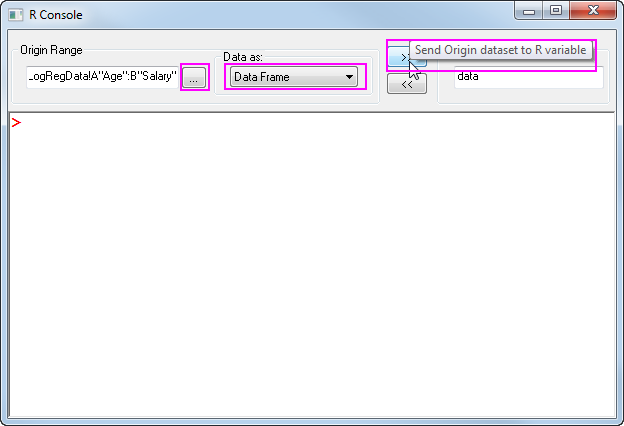 R Console
Origin Range
Data as:
_ogRegData!A"Age":B"Salary"
...
Data Frame
>
Send Origin dataset to R variable
<<
data
>